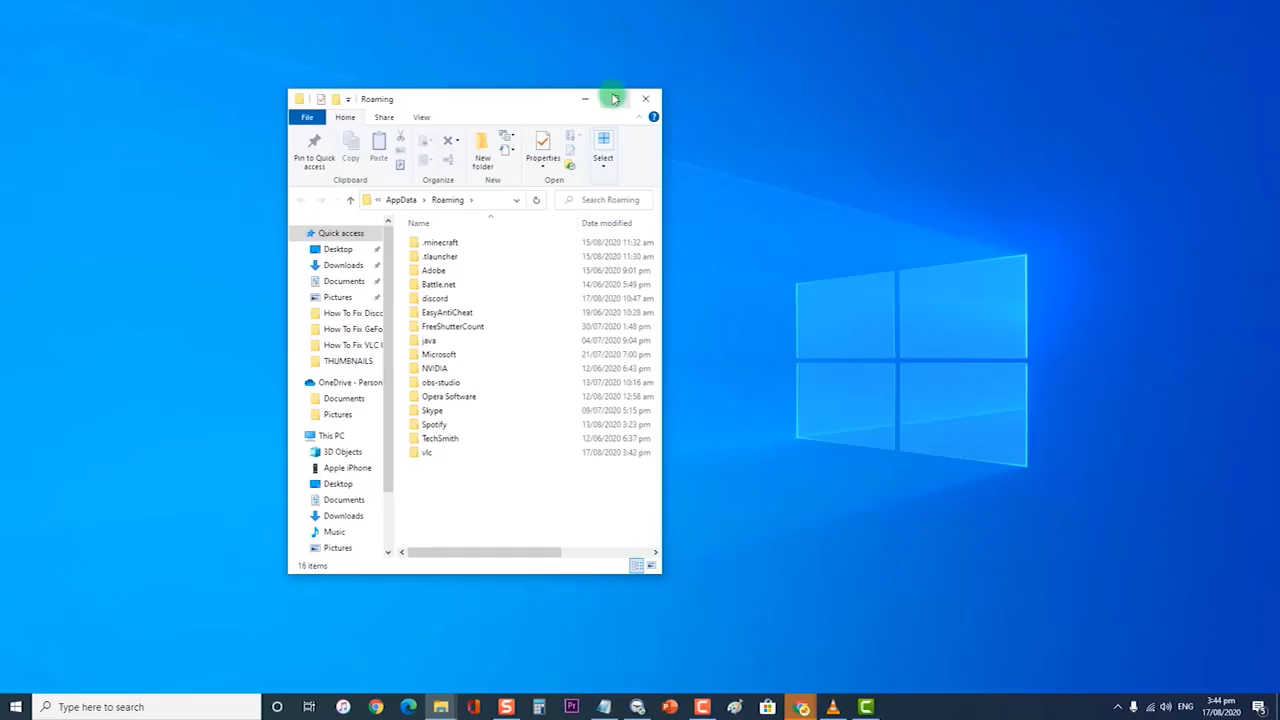 Roaming
File Home Share View
Pin to Quick access
Copy
Paste
New folder
Properties
Select
Clipboard Organize New Open
AppData Roaming
Search Roaming
Name Date modified
Quick access
Desktop
Downloads
Documents
Pictures
How To Fix Disco
How To Fix GeFo
How To Fix VLC I
THUMBNAILS
OneDrive - Person
Documents
Pictures
This PC
3D Objects
Apple iPhone
Desktop
Documents
Downloads
Music
Pictures
.minecraft 15/08/2020 11:32 am
.tlauncher 15/08/2020 11:30 am
Adobe 15/06/2020 9:01 pm
Battle.net 14/06/2020 5:49 pm
discord 17/08/2020 10:47 am
EasyAntiCheat 19/06/2020 10:28 am
FreeShutterCount 30/07/2020 1:48 pm
java 04/07/2020 9:04 pm
Microsoft 21/07/2020 7:00 pm
NVIDIA 12/06/2020 6:43 pm
obs-studio 13/07/2020 10:16 am
Opera Software 12/08/2020 12:58 am
Skype 09/07/2020 5:15 pm
Spotify 13/08/2020 3:23 pm
TechSmith 12/06/2020 6:37 pm
vlc 17/08/2020 3:42 pm
16 items
Type here to search
Pr
ENG
3:44 pm
17/08/2020